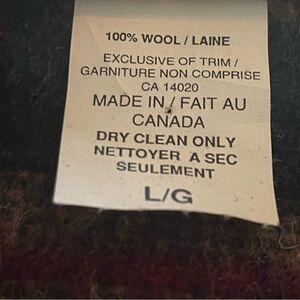 100% WOOL / LAINE
EXCLUSIVE OF TRIM /
GARNITURE NON COMPRISE
CA 14020
MADE IN / FAIT AU
CANADA
DRY CLEAN ONLY
NETTOYER A SEC
SEULEMENT
L/G